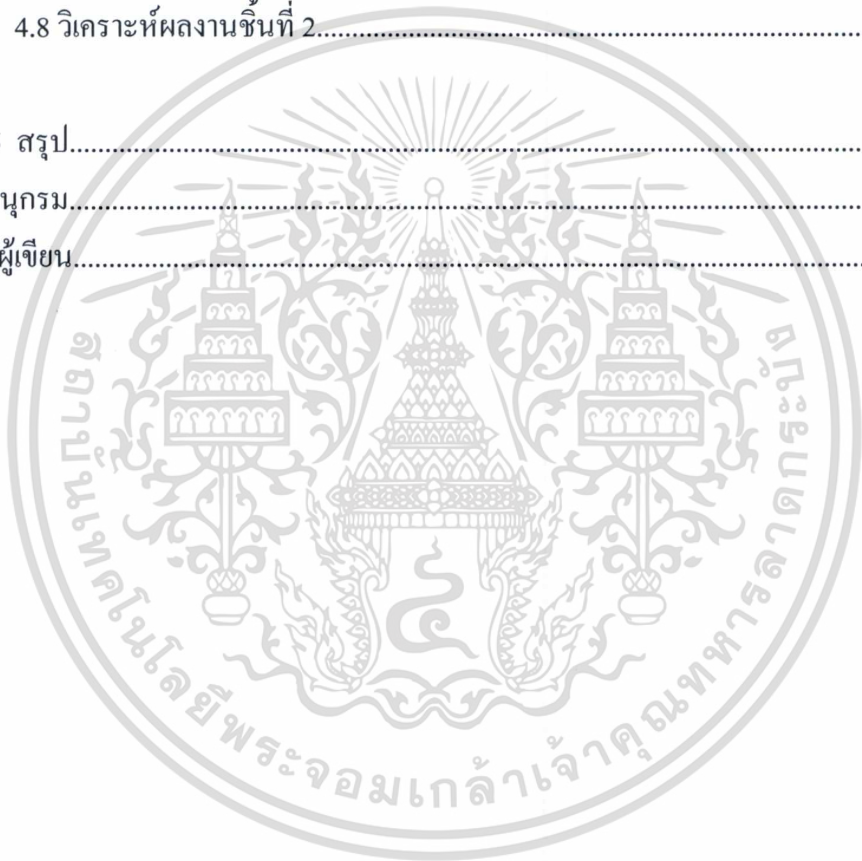 4.8 วิเคราะห์ผลงานชิ้นที่ 2................................................................................
สรุป................................................................................
นุกรม................................................................................
ผู้เขียน................................................................................
สถาบันเทคโนโลยีพระจอมเกล้าเจ้าคุณทหารลาดกระบัง